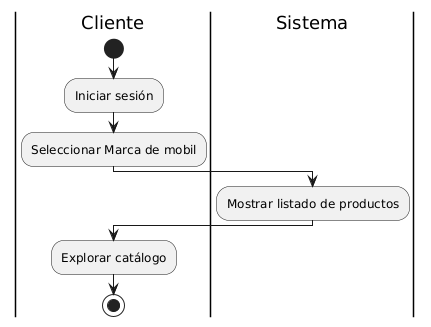 Cliente
Sistema
Iniciar sesión
Seleccionar Marca de mobil
Mostrar listado de productos
Explorar catálogo